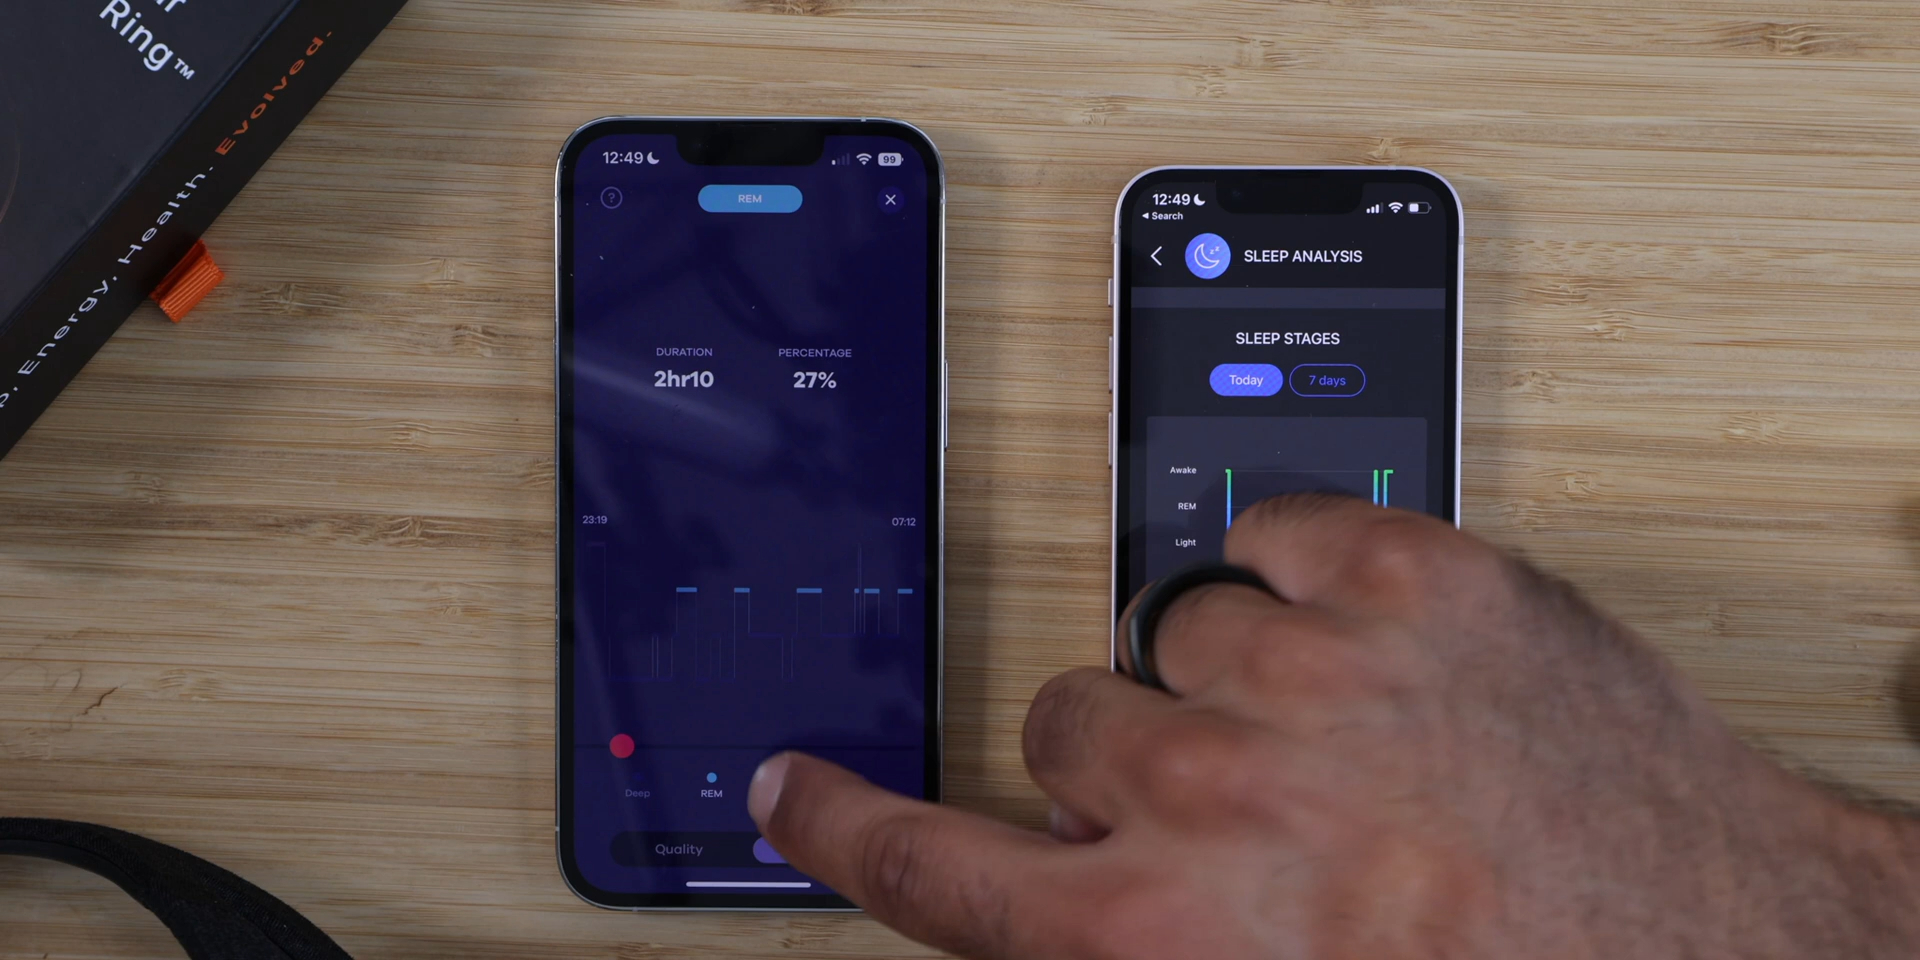 Ring™
Energy, Health. Evolved.
12:49
99
?
REM
DURATION
PERCENTAGE
2hr10
27%
23:19
07:12
Deep
REM
Quality
12:49
Search
SLEEP ANALYSIS
SLEEP STAGES
Today
7 days
Awake
REM
Light